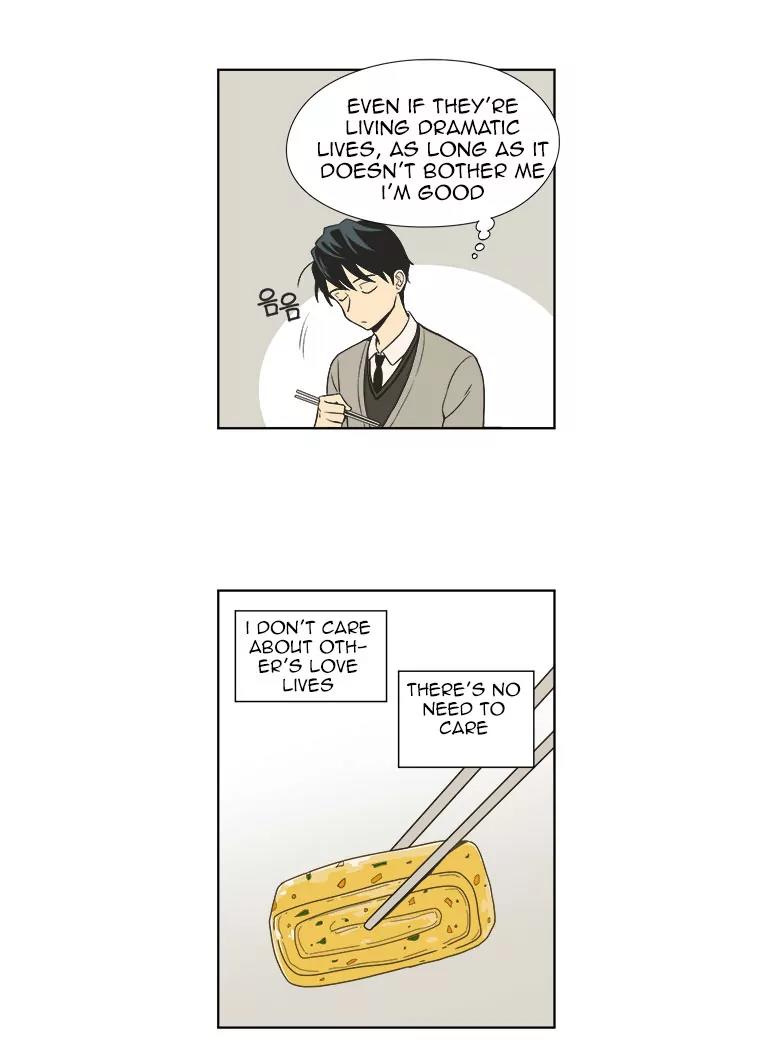 EVEN IF THEY'RE
LIVING DRAMATIC
LIVES, AS LONG AS IT
DOESN'T BOTHER ME
I'M GOOD
음음
I DON'T CARE
ABOUT OTH-
ER'S LOVE
LIVES
THERE'S NO
NEED TO
CARE